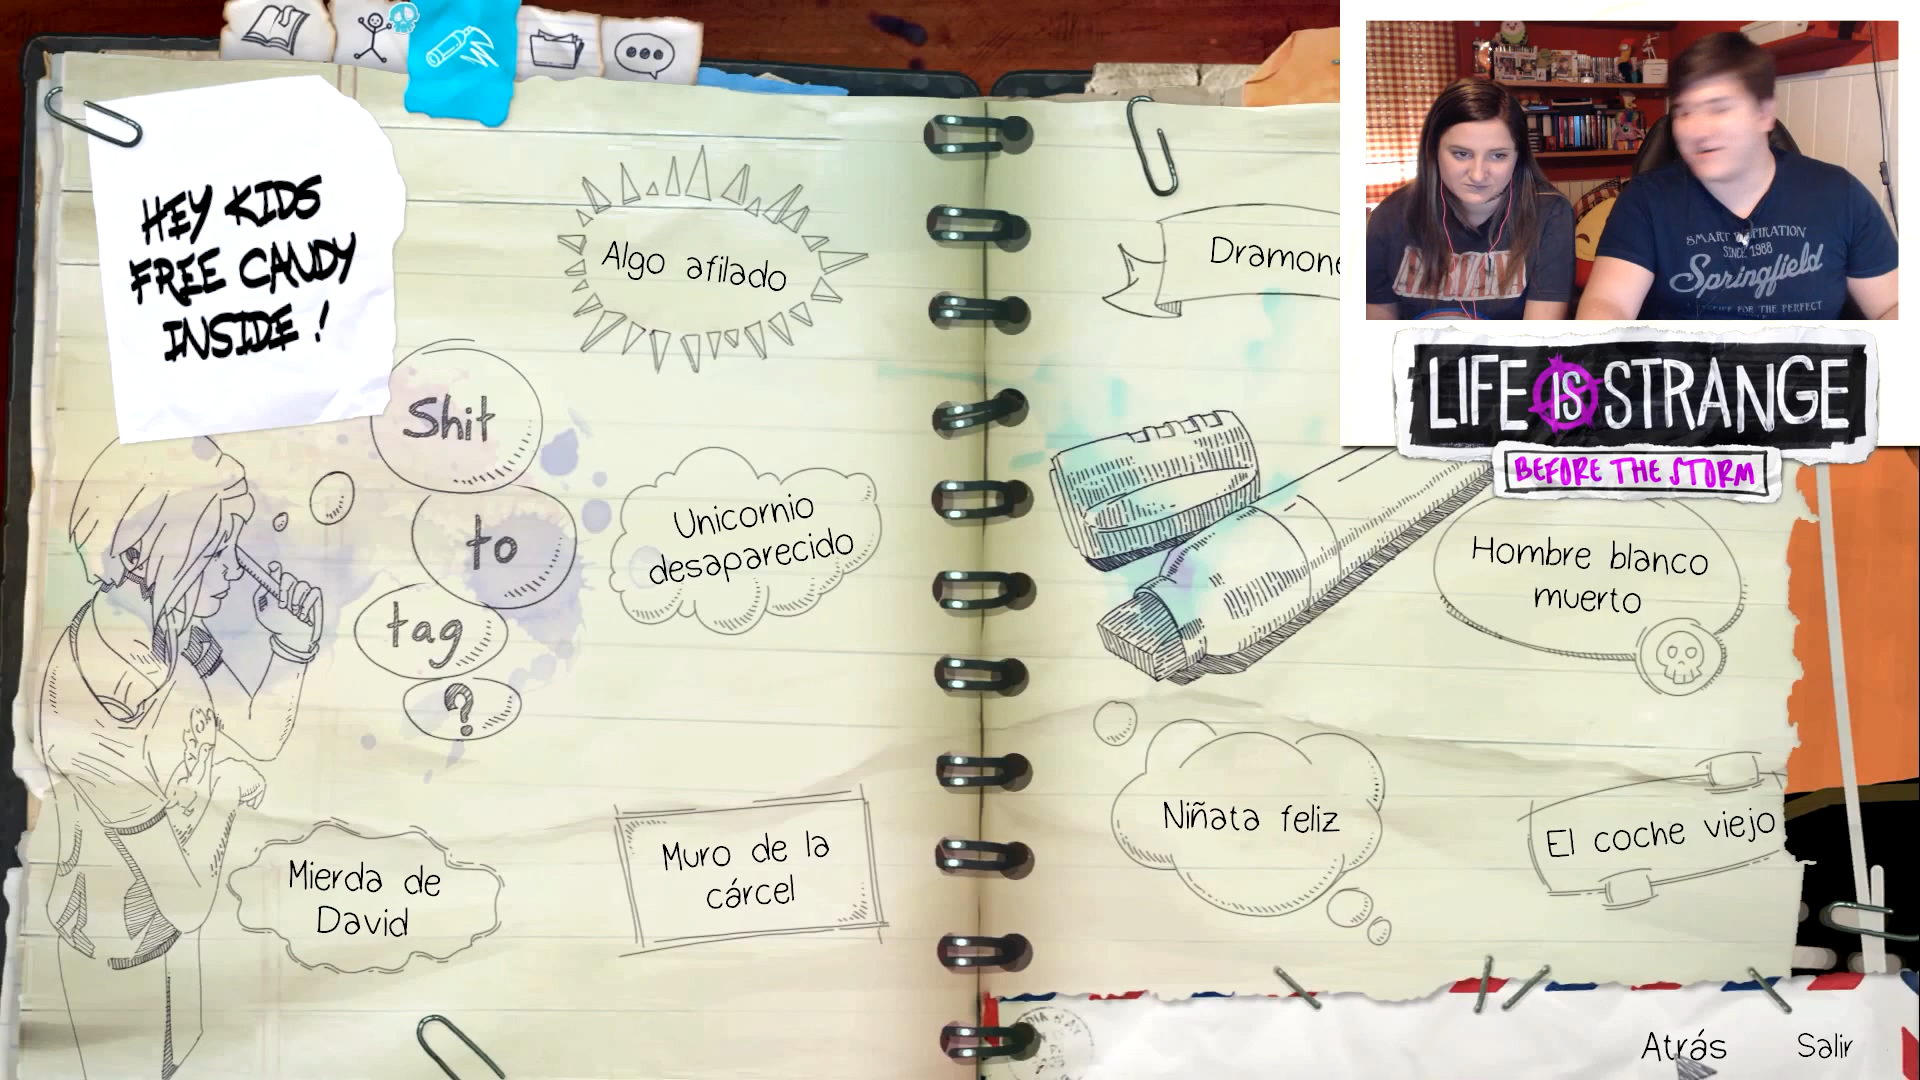 HEY KIDS
FREE CANDY
INSIDE !
Algo afilado
Shit
to
tag
?
Unicornio
desaparecido
Mierda de
David
Muro de la
cárcel
Hombre blanco
muerto
Niñata feliz
El coche viejo
Atrás
Salir
SINCE 1988
Springfield
LIFE IS STRANGE
BEFORE THE STORM